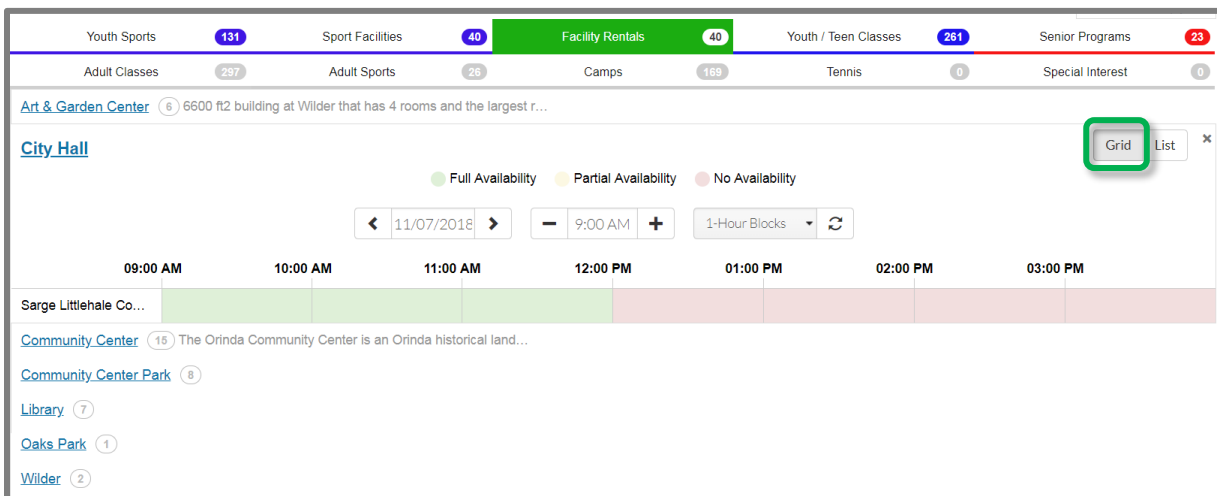 Youth Sports 131 Sport Facilities 40 Facility Rentals 40 Youth / Teen Classes 261 Senior Programs 23
Adult Classes 297 Adult Sports 26 Camps 169 Tennis 0 Special Interest 0
Art & Garden Center 6 6600 ft2 building at Wilder that has 4 rooms and the largest r...
City Hall Grid List ×
Full Availability Partial Availability No Availability
11/07/2018 9:00 AM 1-Hour Blocks
09:00 AM 10:00 AM 11:00 AM 12:00 PM 01:00 PM 02:00 PM 03:00 PM
Sarge Littlehale Co...
Community Center 15 The Orinda Community Center is an Orinda historical land...
Community Center Park 8
Library 7
Oaks Park 1
Wilder 2